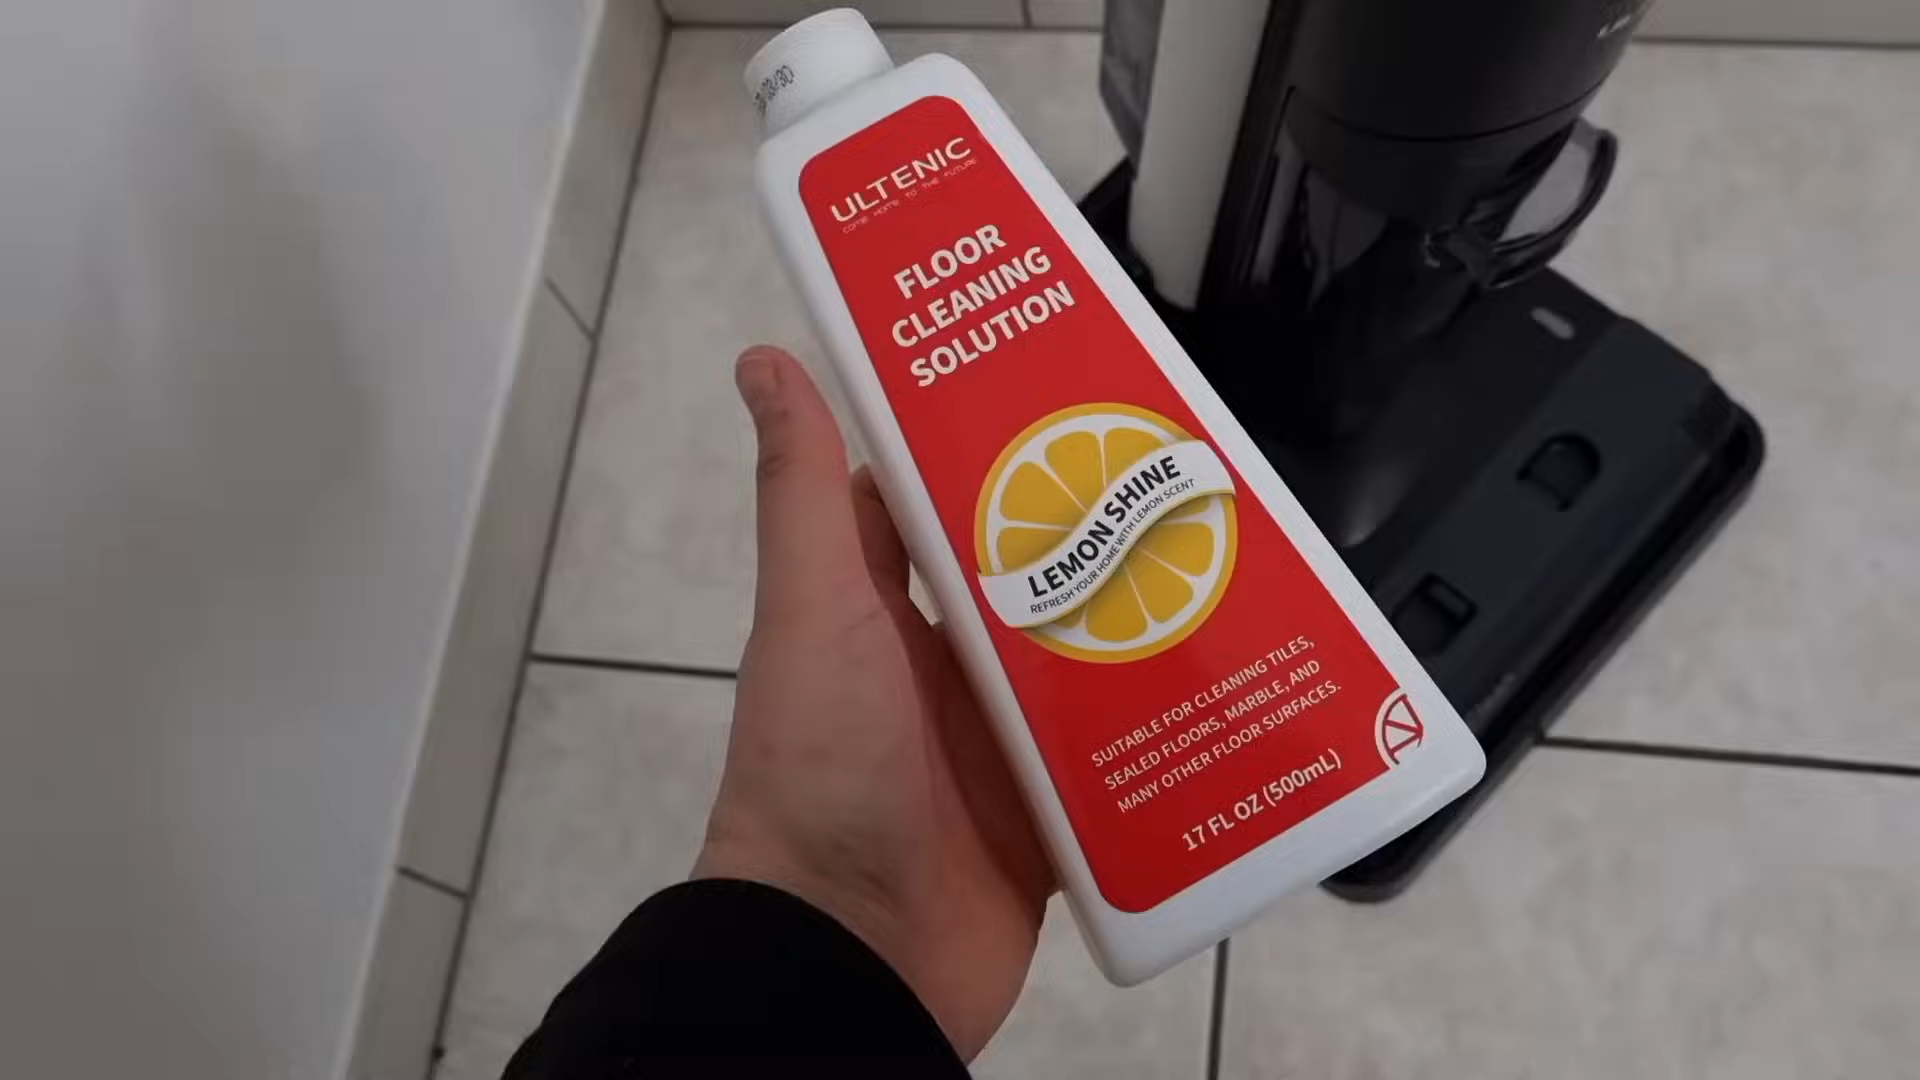 ULTENIC
COME HOME TO THE FUTURE
FLOOR
CLEANING
SOLUTION
LEMON SHINE
REFRESH YOUR HOME WITH LEMON SCENT
SUITABLE FOR CLEANING TILES,
SEALED FLOORS, MARBLE, AND
MANY OTHER FLOOR SURFACES.
17 FL OZ (500mL)